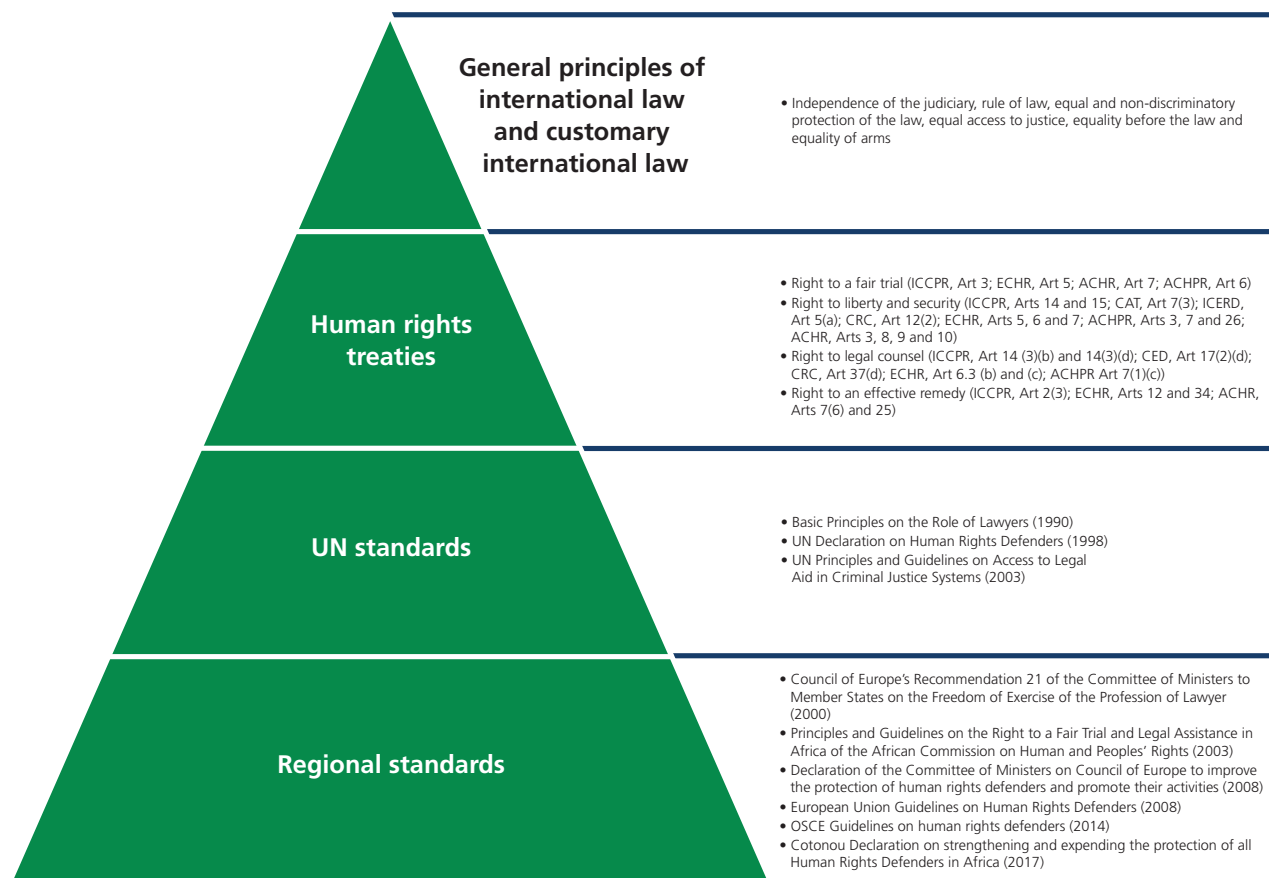 General principles of
international law
and customary
international law
• Independence of the judiciary, rule of law, equal and non-discriminatory
protection of the law, equal access to justice, equality before the law and
equality of arms
Human rights
treaties
• Right to a fair trial (ICCPR, Art 3; ECHR, Art 5; ACHR, Art 7; ACHPR, Art 6)
• Right to liberty and security (ICCPR, Arts 14 and 15; CAT, Art 7(3); ICERD,
Art 5(a); CRC, Art 12(2); ECHR, Arts 5, 6 and 7; ACHPR, Arts 3, 7 and 26;
ACHR, Arts 3, 8, 9 and 10)
• Right to legal counsel (ICCPR, Art 14 (3)(b) and 14(3)(d); CED, Art 17(2)(d);
CRC, Art 37(d); ECHR, Art 6.3 (b) and (c); ACHPR Art 7(1)(c))
• Right to an effective remedy (ICCPR, Art 2(3); ECHR, Arts 12 and 34; ACHR,
Arts 7(6) and 25)
UN standards
• Basic Principles on the Role of Lawyers (1990)
• UN Declaration on Human Rights Defenders (1998)
• UN Principles and Guidelines on Access to Legal
Aid in Criminal Justice Systems (2003)
Regional standards
• Council of Europe's Recommendation 21 of the Committee of Ministers to
Member States on the Freedom of Exercise of the Profession of Lawyer
(2000)
• Principles and Guidelines on the Right to a Fair Trial and Legal Assistance in
Africa of the African Commission on Human and Peoples' Rights (2003)
• Declaration of the Committee of Ministers on Council of Europe to improve
the protection of human rights defenders and promote their activities (2008)
• European Union Guidelines on Human Rights Defenders (2008)
• OSCE Guidelines on human rights defenders (2014)
• Cotonou Declaration on strengthening and expending the protection of all
Human Rights Defenders in Africa (2017)